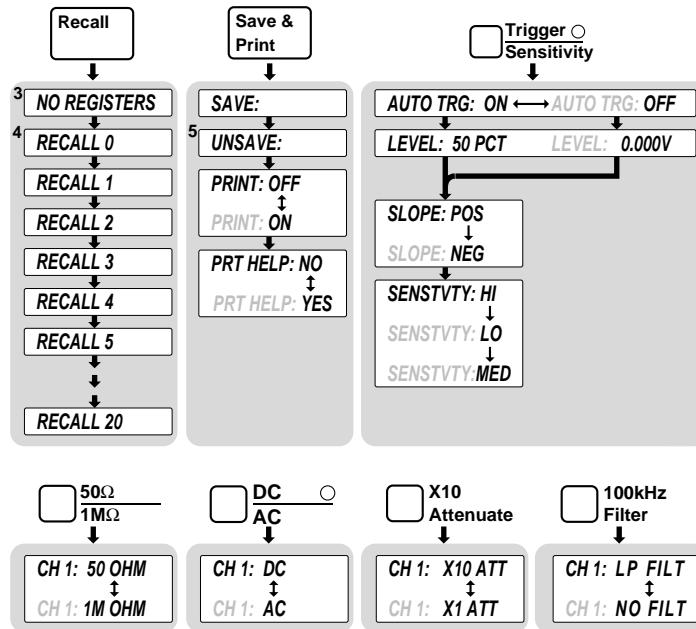 Recall
3 NO REGISTERS
4 RECALL 0
RECALL 1
RECALL 2
RECALL 3
RECALL 4
RECALL 5
RECALL 20
Save &
Print
SAVE:
5 UNSAVE:
PRINT: OFF
PRINT: ON
PRT HELP: NO
PRT HELP: YES
Trigger
Sensitivity
AUTO TRG: ON AUTO TRG: OFF
LEVEL: 50 PCT LEVEL: 0.000V
SLOPE: POS
SLOPE: NEG
SENSTVTY: HI
SENSTVTY: LO
SENSTVTY: MED
50Ω
1MΩ
CH 1: 50 OHM
CH 1: 1M OHM
DC
AC
CH 1: DC
CH 1: AC
X10
Attenuate
CH 1: X10 ATT
CH 1: X1 ATT
100kHz
Filter
CH 1: LP FILT
CH 1: NO FILT